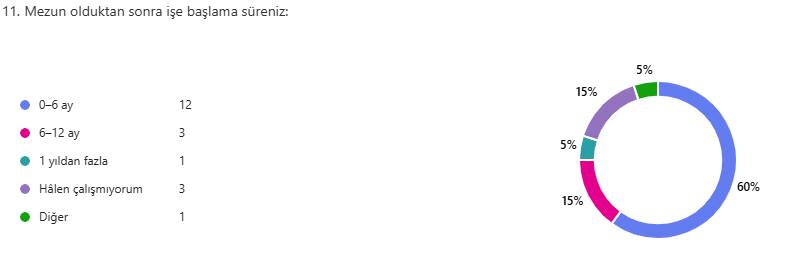 11. Mezun olduktan sonra işe başlama süreniz:
0–6 ay 12
6–12 ay 3
1 yıldan fazla 1
Hâlen çalışmıyorum 3
Diğer 1
5%
15%
5%
15%
60%